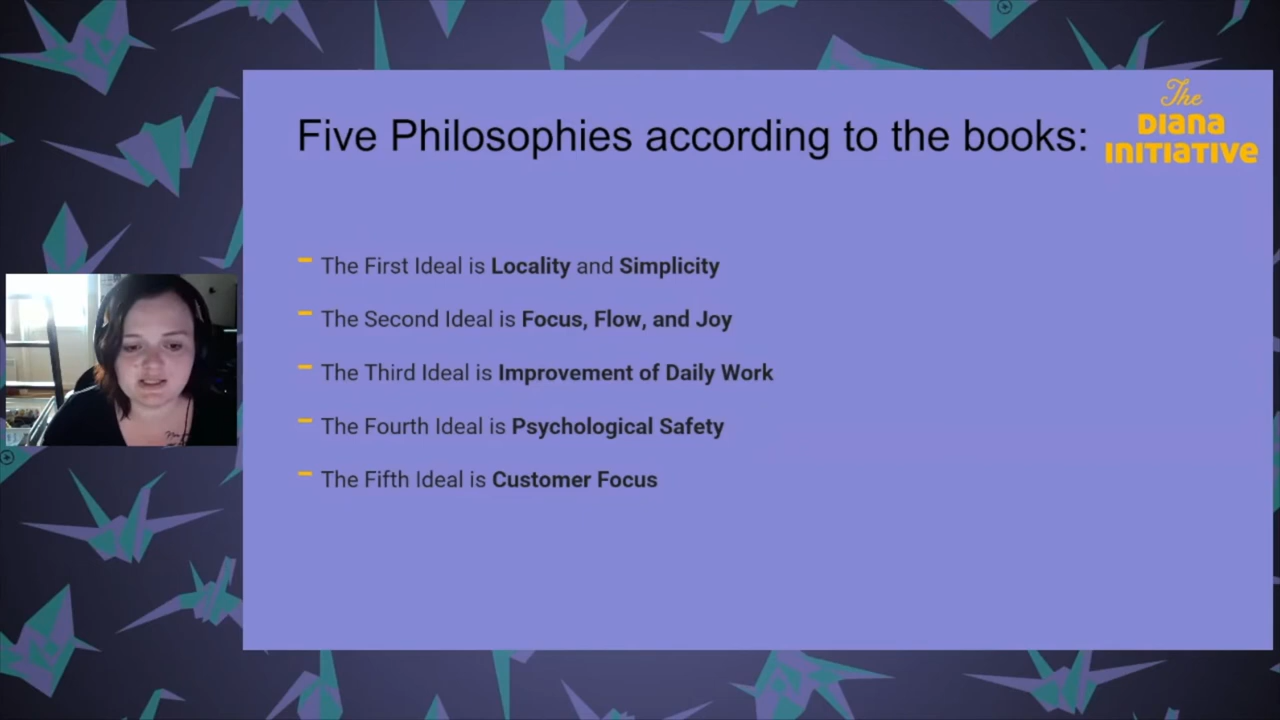 Five Philosophies according to the books:
The
DIANA
INITIATIVE
The First Ideal is Locality and Simplicity
The Second Ideal is Focus, Flow, and Joy
The Third Ideal is Improvement of Daily Work
The Fourth Ideal is Psychological Safety
The Fifth Ideal is Customer Focus